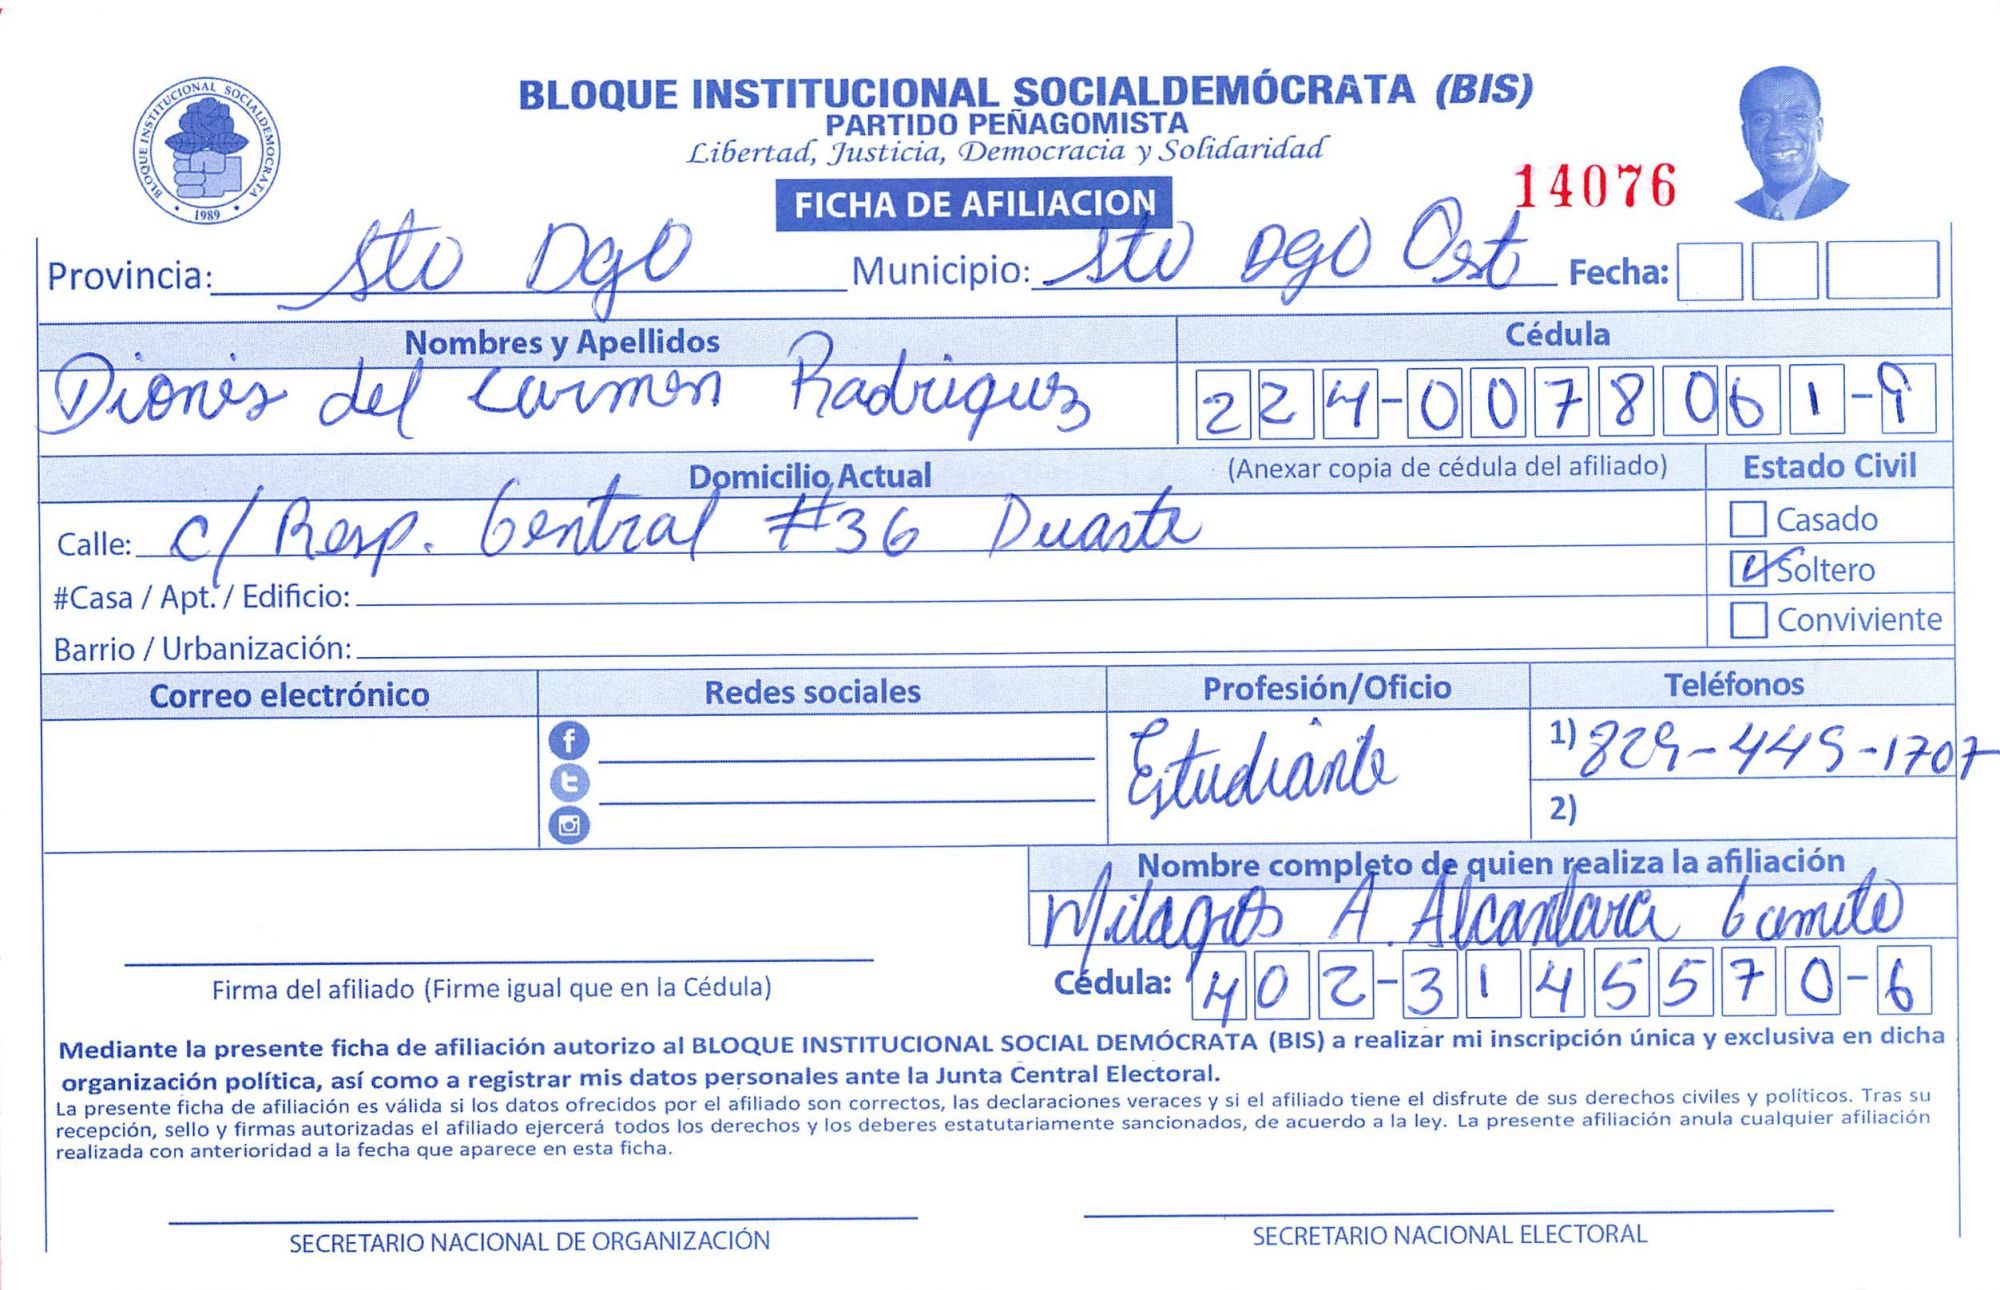 BLOQUE INSTITUCIONAL SOCIALDEMOCRATA
1989
BLOQUE INSTITUCIONAL SOCIALDEMÓCRATA (BIS)
PARTIDO PEÑAGOMISTA
Libertad, Justicia, Democracia y Solidaridad
FICHA DE AFILIACION
14076
Provincia: Sto Dgo Municipio: Sto Dgo Oest Fecha:
Nombres y Apellidos Cédula
Dionis del Carmen Radriguez 224-0078061-9
Domicilio Actual (Anexar copia de cédula del afiliado) Estado Civil
Calle: c/ Resp. Central #36 Duarte Casado
#Casa / Apt. / Edificio: Soltero
Barrio / Urbanización: Conviviente
Correo electrónico Redes sociales Profesión/Oficio Teléfonos
Estudiante 1) 829-449-1707
2)
Nombre completo de quien realiza la afiliación
Milagros A. Alcantara
Firma del afiliado (Firme igual que en la Cédula) Cédula: 402-3145570-6
Mediante la presente ficha de afiliación autorizo al BLOQUE INSTITUCIONAL SOCIAL DEMÓCRATA (BIS) a realizar mi inscripción única y exclusiva en dicha
organización política, así como a registrar mis datos personales ante la Junta Central Electoral.
La presente ficha de afiliación es válida si los datos ofrecidos por el afiliado son correctos, las declaraciones veraces y si el afiliado tiene el disfrute de sus derechos civiles y políticos. Tras su
recepción, sello y firmas autorizadas el afiliado ejercerá todos los derechos y los deberes estatutariamente sancionados, de acuerdo a la ley. La presente afiliación anula cualquier afiliación
realizada con anterioridad a la fecha que aparece en esta ficha.
SECRETARIO NACIONAL DE ORGANIZACIÓN SECRETARIO NACIONAL ELECTORAL